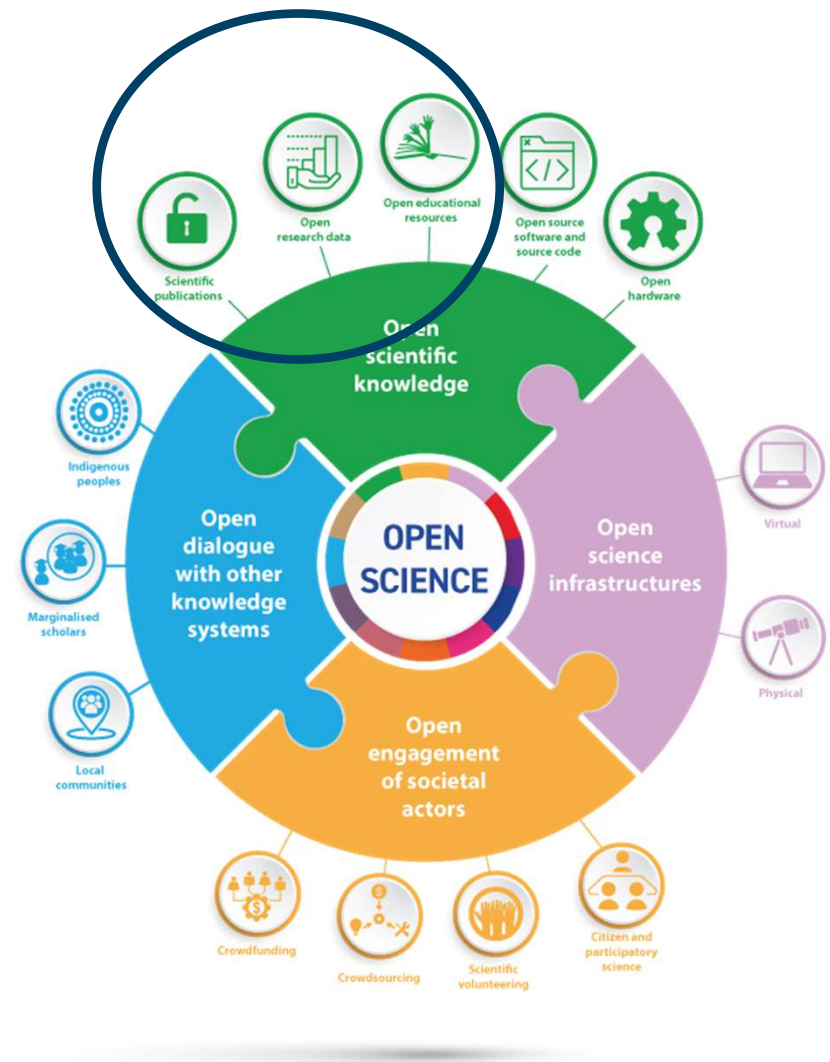 Open educational
resources
Open
research data
Open source
software and
source code
Scientific
publications
Open
hardware
Open
scientific
knowledge
Indigenous
peoples
Marginalised
scholars
Local
communities
Open
dialogue
with other
knowledge
systems
OPEN
SCIENCE
Open
science
infrastructures
Virtual
Physical
Open
engagement
of societal
actors
Crowdfunding
Crowdsourcing
Scientific
volunteering
Citizen and
participatory
science